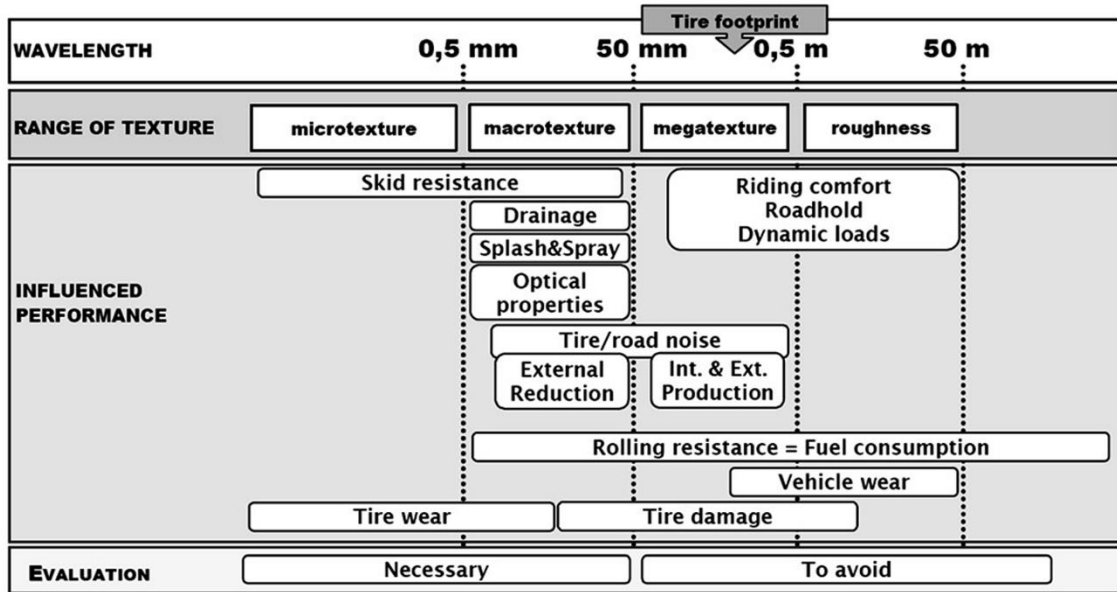 Tire footprint
WAVELENGTH 0,5 mm 50 mm 0,5 m 50 m
RANGE OF TEXTURE microtexture macrotexture megatexture roughness
Skid resistance
Riding comfort
Roadhold
Dynamic loads
Drainage
Splash&Spray
Optical
properties
INFLUENCED
PERFORMANCE
Tire/road noise
External
Reduction
Int. & Ext.
Production
Rolling resistance = Fuel consumption
Vehicle wear
Tire wear Tire damage
EVALUATION Necessary To avoid